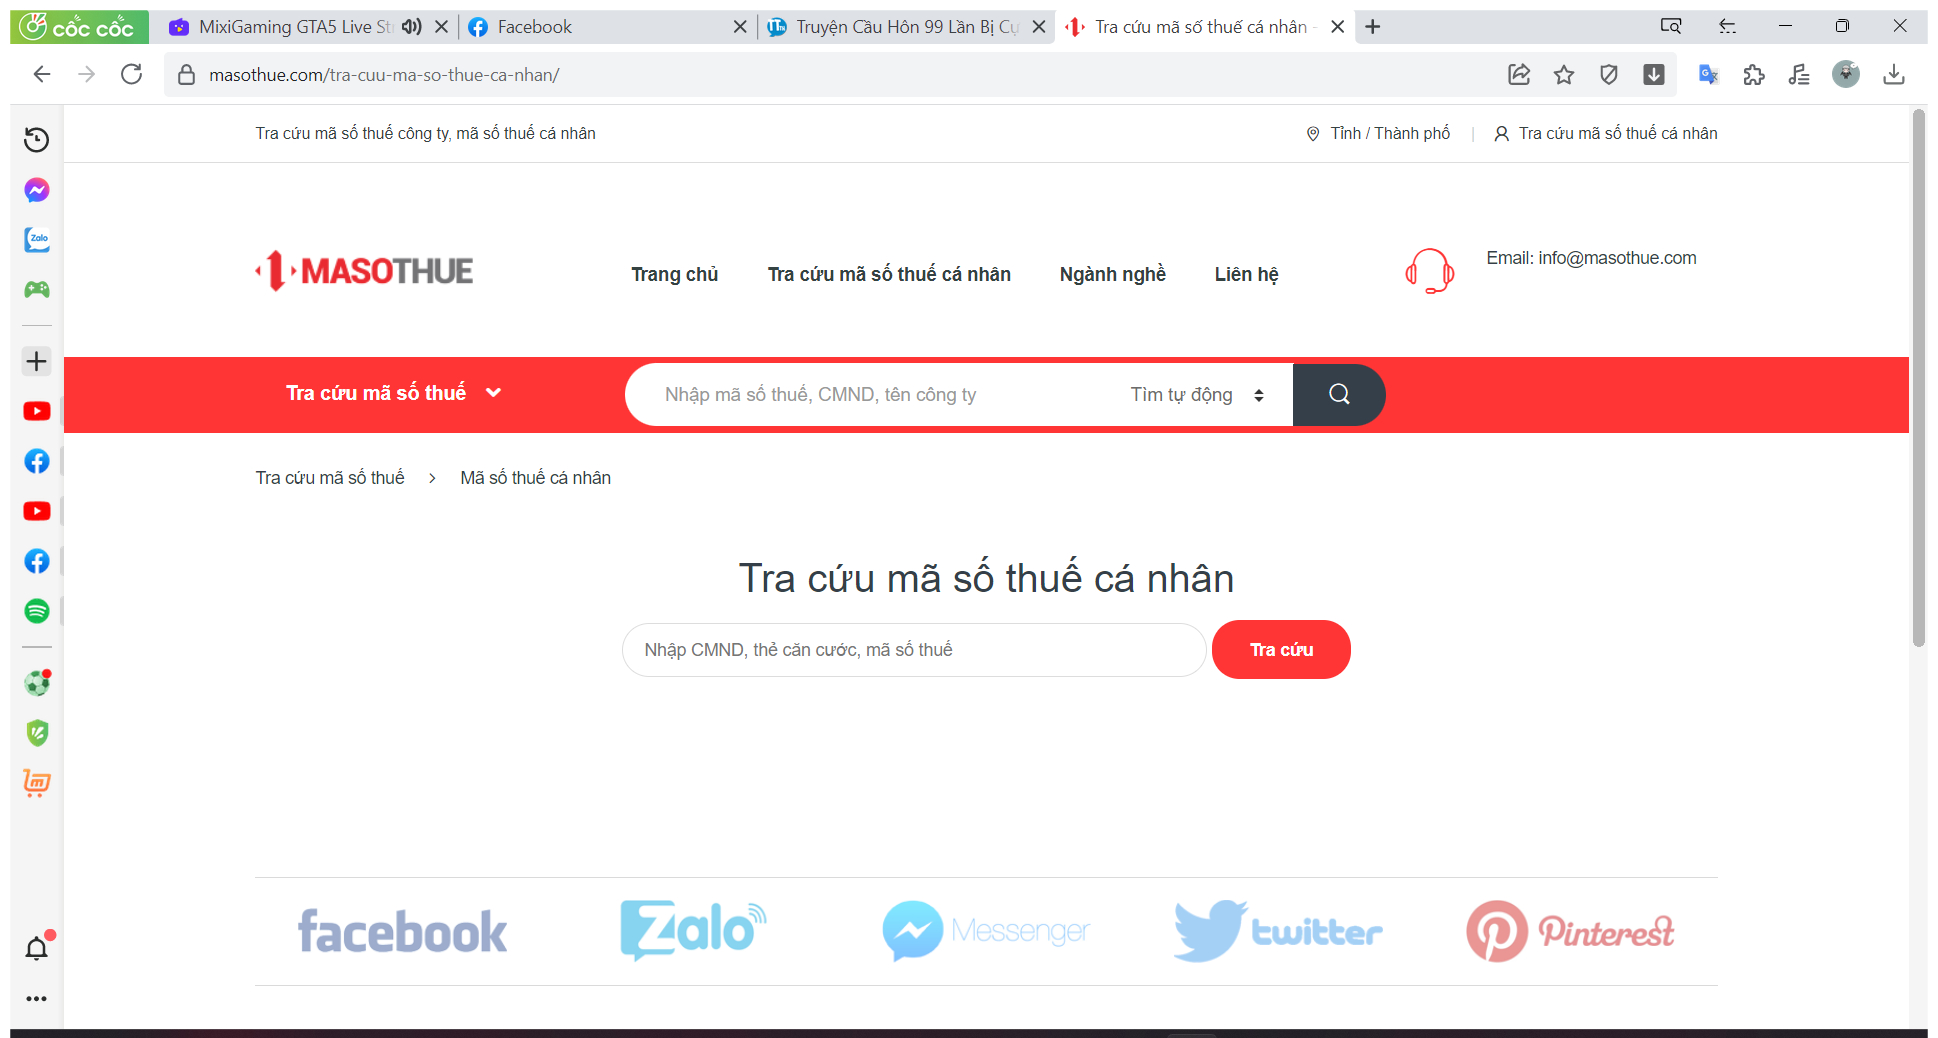 cốc cốc
MixiGaming GTA5 Live St
Facebook
Truyện Cầu Hôn 99 Lần Bị Cự
Tra cứu mã số thuế cá nhân -
masothue.com/tra-cuu-ma-so-thue-ca-nhan/
Tra cứu mã số thuế công ty, mã số thuế cá nhân
Tỉnh / Thành phố
Tra cứu mã số thuế cá nhân
Zalo
MASOTHUE
Trang chủ
Tra cứu mã số thuế cá nhân
Ngành nghề
Liên hệ
Email: info@masothue.com
Tra cứu mã số thuế
Nhập mã số thuế, CMND, tên công ty
Tìm tự động
Tra cứu mã số thuế > Mã số thuế cá nhân
Tra cứu mã số thuế cá nhân
Nhập CMND, thẻ căn cước, mã số thuế
Tra cứu
facebook
Zalo
Messenger
twitter
Pinterest